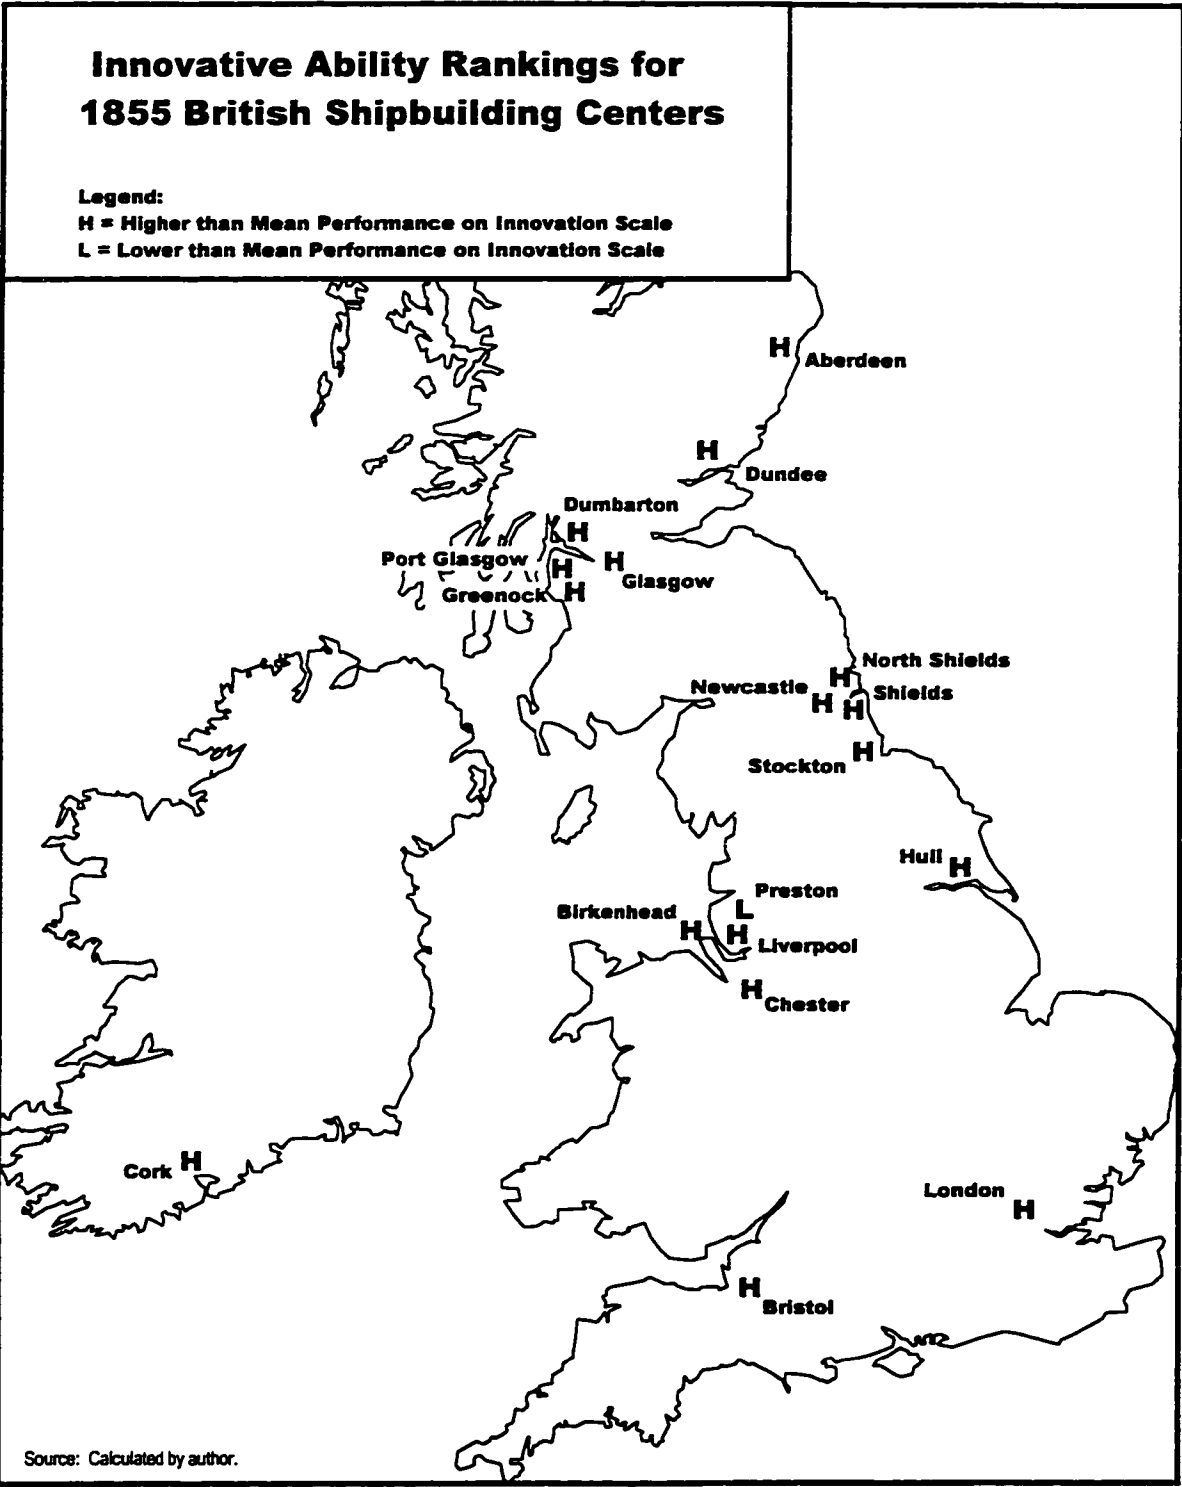 Innovative Ability Rankings for
1855 British Shipbuilding Centers
Legend:
H = Higher than Mean Performance on Innovation Scale
L = Lower than Mean Performance on Innovation Scale
H
Aberdeen
H
Dundee
Dumbarton
H
Port Glasgow
H
H
Glasgow
Greenock
H
North Shields
H
Newcastle
H
Shields
H
H
Stockton
Hull
H
Preston
L
Birkenhead
H
H
Liverpool
H
Chester
Cork
H
London
H
H
Bristol
Source: Calculated by author.